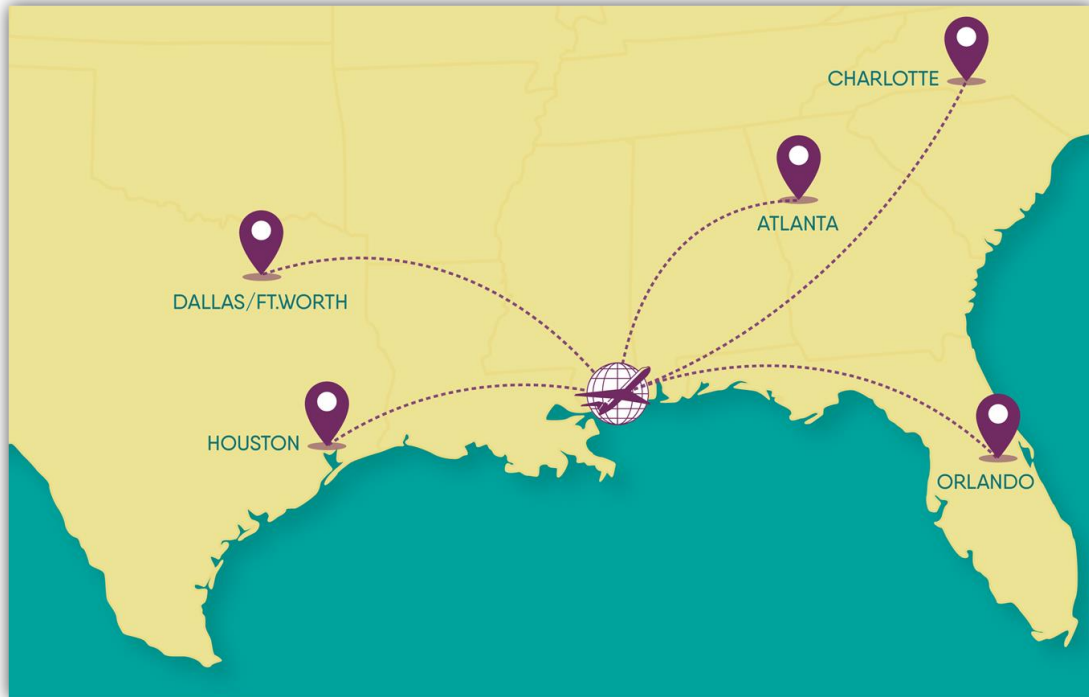 CHARLOTTE
ATLANTA
DALLAS/FT.WORTH
HOUSTON
ORLANDO